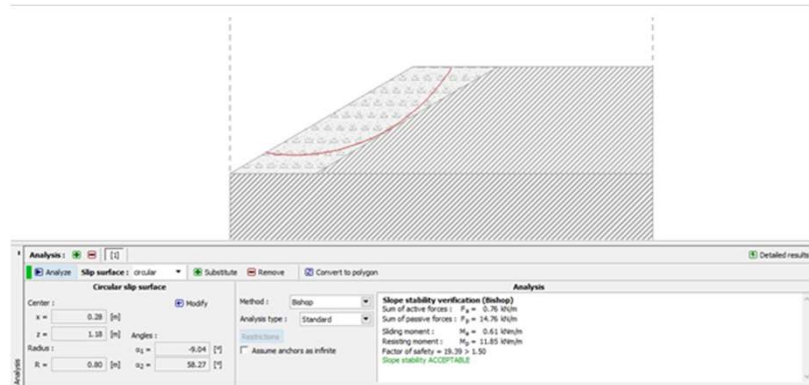 Analysis : [1] Detailed results
Analyze Slip surface : circular Substitute Remove Convert to polygon
Circular slip surface
Center : Modify
x = 0.28 [m]
z = 1.18 [m] Angles :
Radius : α1 = -9.04 [°]
R = 0.80 [m] α2 = 58.27 [°]
Method : Bishop
Analysis type : Standard
Restrictions
Assume anchors as infinite
Analysis
Slope stability verification (Bishop)
Sum of active forces : Fa = 0.76 kN/m
Sum of passive forces : Fp = 14.76 kN/m
Sliding moment : Ma = 0.61 kNm/m
Resisting moment : Mp = 11.85 kNm/m
Factor of safety = 19.39 > 1.50
Slope stability ACCEPTABLE
Analysis